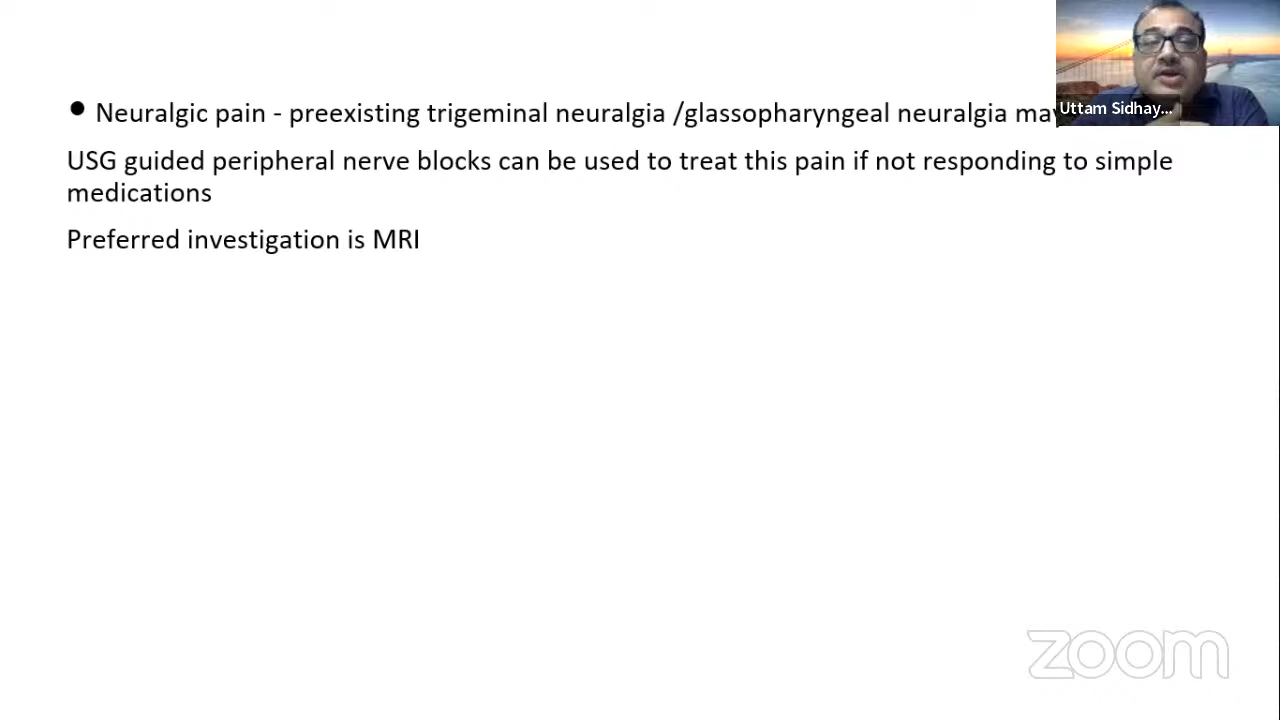 ● Neuralgic pain - preexisting trigeminal neuralgia /glassopharyngeal neuralgia may
Uttam Sidhay...
USG guided peripheral nerve blocks can be used to treat this pain if not responding to simple
medications
Preferred investigation is MRI
zoom